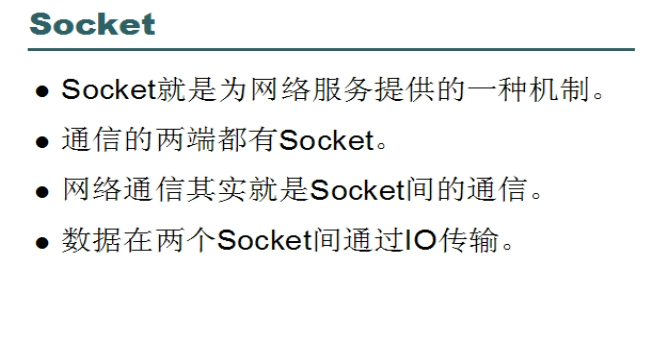 Socket
● Socket就是为网络服务提供的一种机制。
● 通信的两端都有Socket。
● 网络通信其实就是Socket间的通信。
● 数据在两个Socket间通过IO传输。